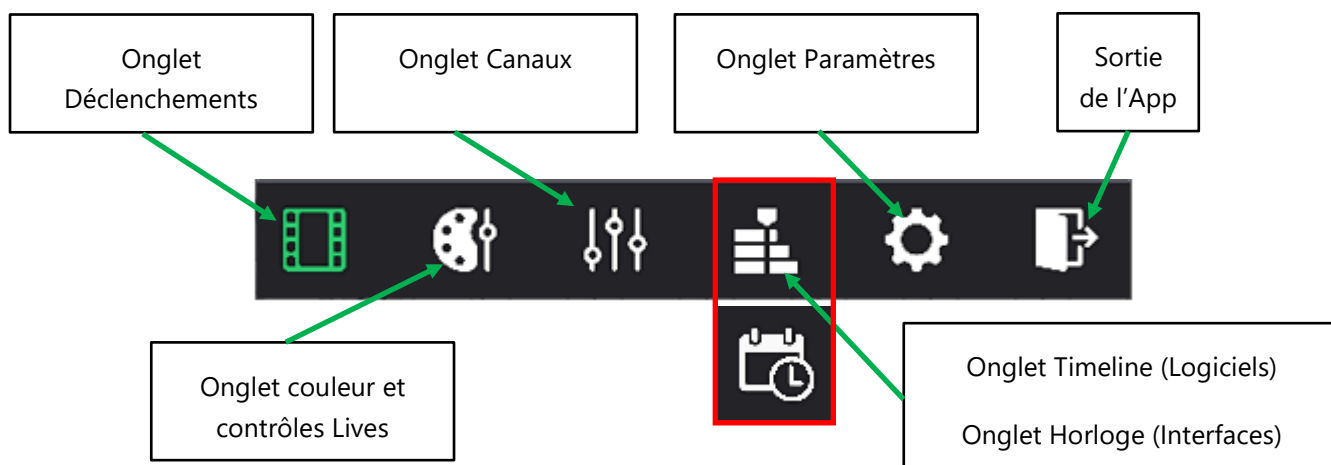 Onglet
Déclenchements
Onglet Canaux
Onglet Paramètres
Sortie
de l’App
Onglet couleur et
contrôles Lives
Onglet Timeline (Logiciels)
Onglet Horloge (Interfaces)